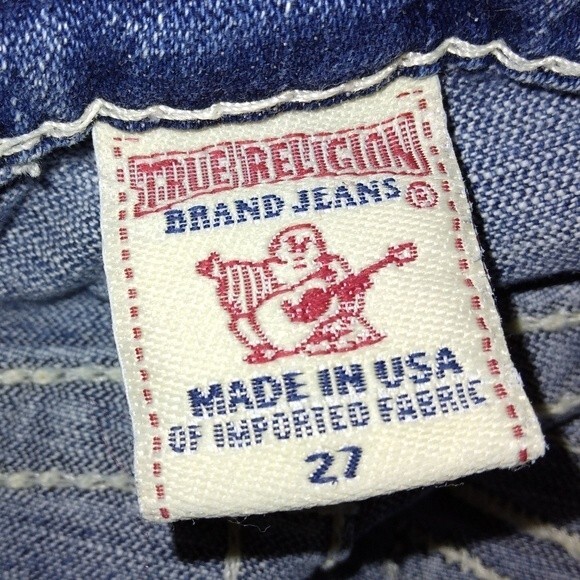 TRUE RELIGION
BRAND JEANS ®
MADE IN USA
OF IMPORTED FABRIC
27